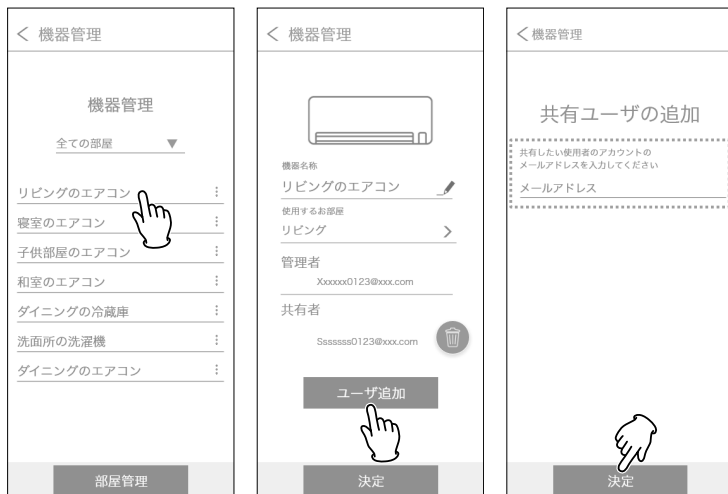 機器管理
機器管理
全ての部屋 ▼
リビングのエアコン
寝室のエアコン
子供部屋のエアコン
和室のエアコン
ダイニングの冷蔵庫
洗面所の洗濯機
ダイニングのエアコン
部屋管理
機器管理
機器名称
リビングのエアコン
使用するお部屋
リビング
管理者
Xxxxxx0123@xxx.com
共有者
Sssssss0123@xxx.com
ユーザ追加
決定
機器管理
共有ユーザの追加
共有したい使用者のアカウントの
メールアドレスを入力してください
メールアドレス
決定